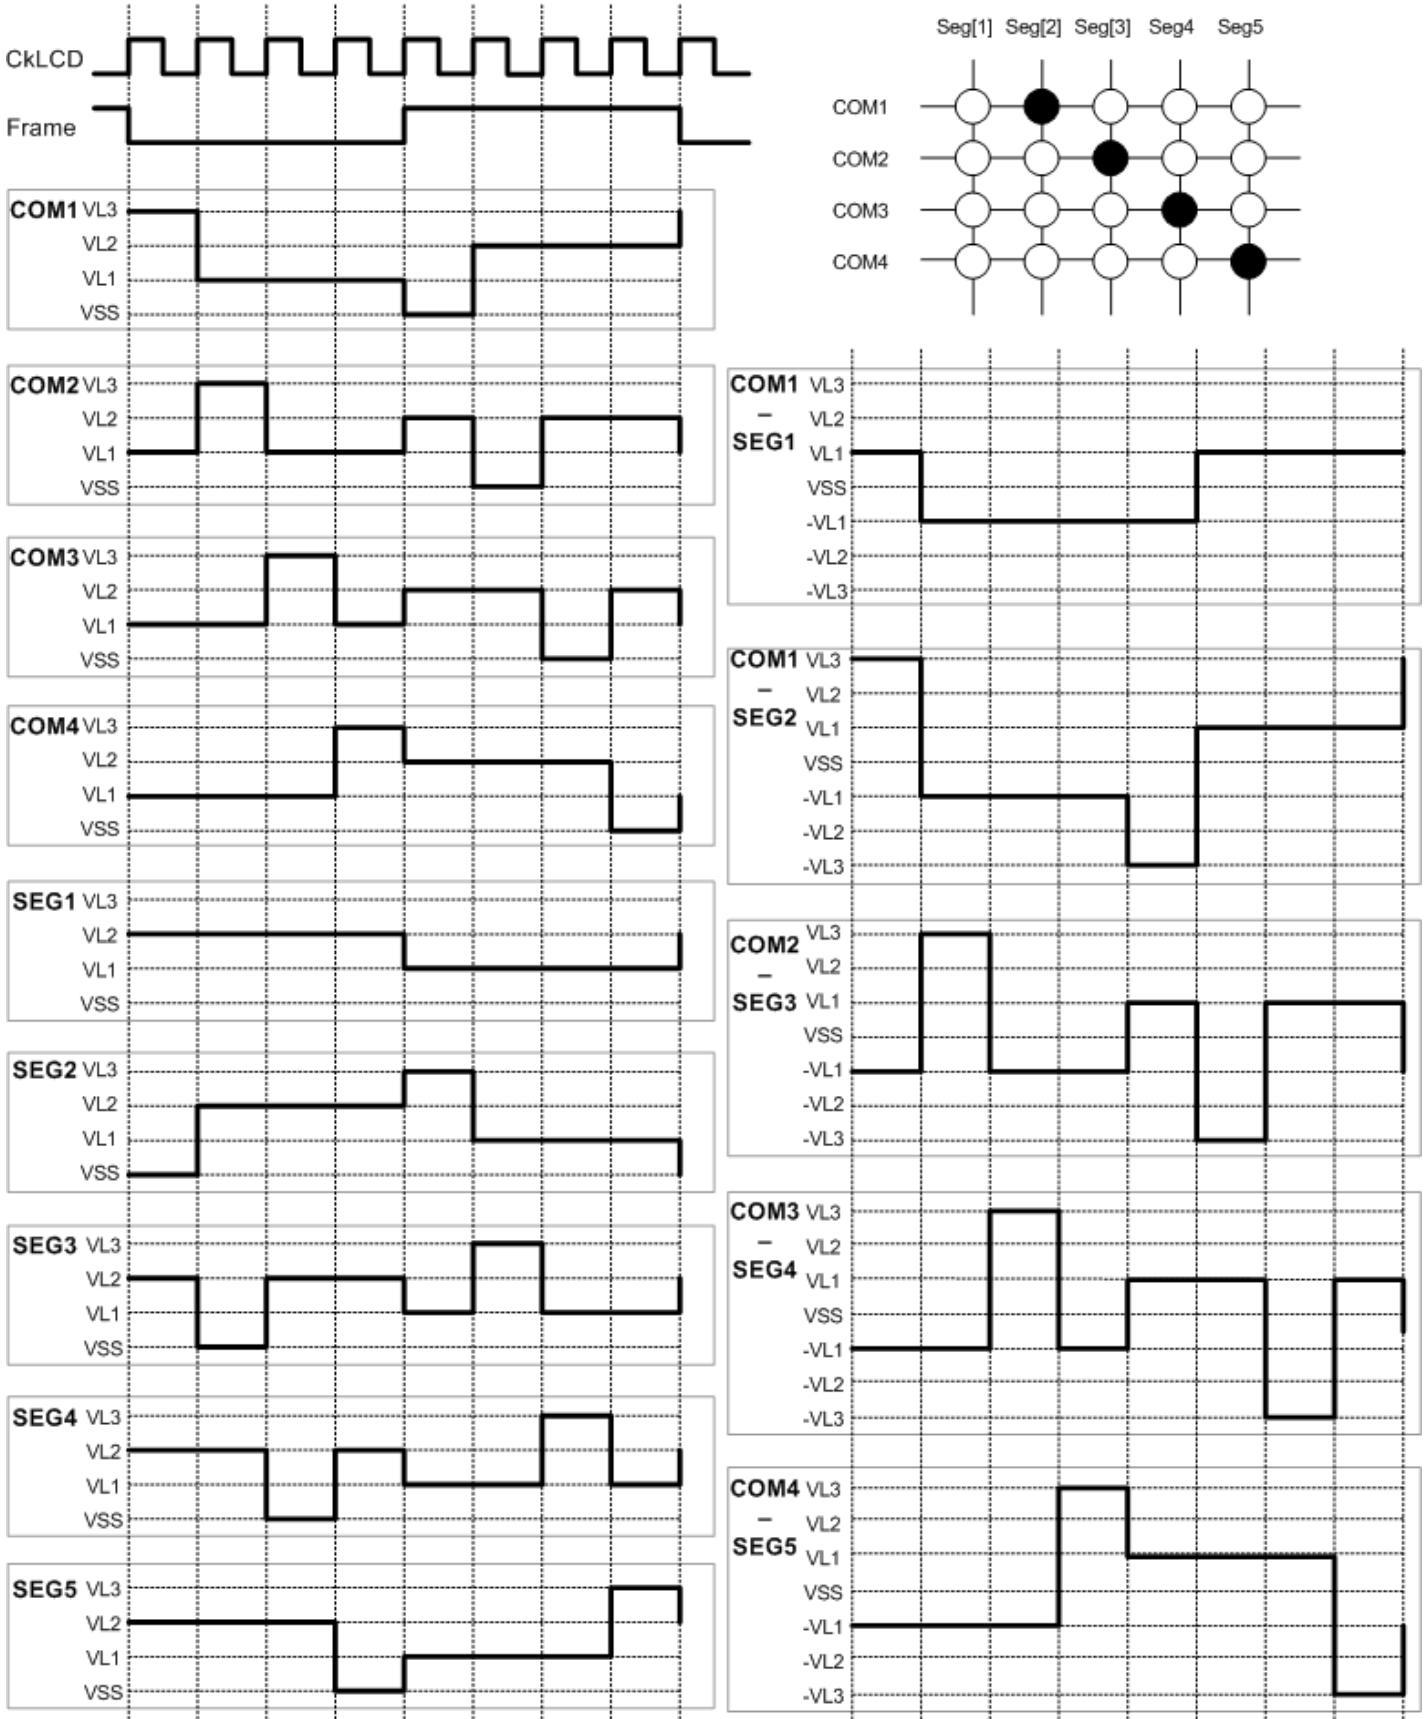 CkLCD
Frame
COM1 VL3
VL2
VL1
VSS
COM2 VL3
VL2
VL1
VSS
COM3 VL3
VL2
VL1
VSS
COM4 VL3
VL2
VL1
VSS
SEG1 VL3
VL2
VL1
VSS
SEG2 VL3
VL2
VL1
VSS
SEG3 VL3
VL2
VL1
VSS
SEG4 VL3
VL2
VL1
VSS
SEG5 VL3
VL2
VL1
VSS
Seg[1] Seg[2] Seg[3] Seg4 Seg5
COM1
COM2
COM3
COM4
COM1 – SEG1
VL3
VL2
VL1
VSS
-VL1
-VL2
-VL3
COM1 – SEG2
VL3
VL2
VL1
VSS
-VL1
-VL2
-VL3
COM2 – SEG3
VL3
VL2
VL1
VSS
-VL1
-VL2
-VL3
COM3 – SEG4
VL3
VL2
VL1
VSS
-VL1
-VL2
-VL3
COM4 – SEG5
VL3
VL2
VL1
VSS
-VL1
-VL2
-VL3